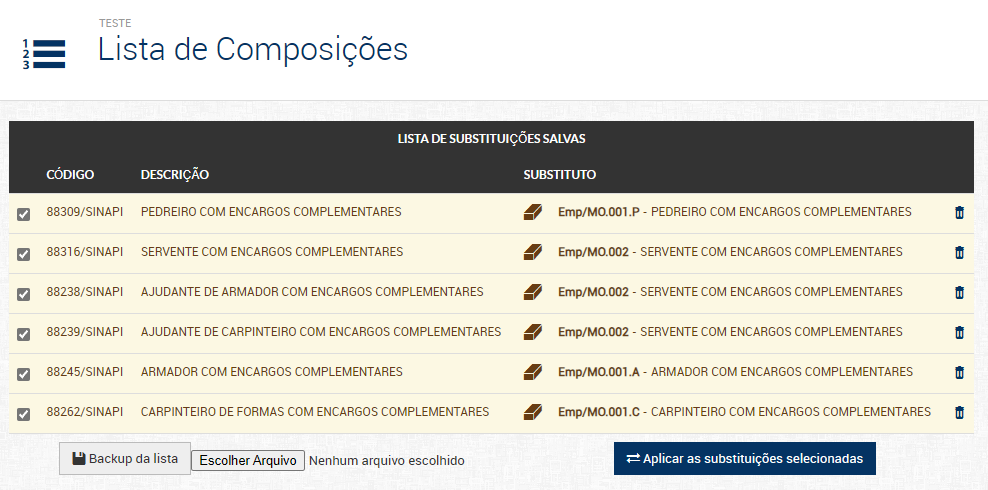 TESTE
1
2
3
Lista de Composições
LISTA DE SUBSTITUIÇÕES SALVAS
CÓDIGO DESCRIÇÃO SUBSTITUTO
88309/SINAPI PEDREIRO COM ENCARGOS COMPLEMENTARES Emp/MO.001.P - PEDREIRO COM ENCARGOS COMPLEMENTARES
88316/SINAPI SERVENTE COM ENCARGOS COMPLEMENTARES Emp/MO.002 - SERVENTE COM ENCARGOS COMPLEMENTARES
88238/SINAPI AJUDANTE DE ARMADOR COM ENCARGOS COMPLEMENTARES Emp/MO.002 - SERVENTE COM ENCARGOS COMPLEMENTARES
88239/SINAPI AJUDANTE DE CARPINTEIRO COM ENCARGOS COMPLEMENTARES Emp/MO.002 - SERVENTE COM ENCARGOS COMPLEMENTARES
88245/SINAPI ARMADOR COM ENCARGOS COMPLEMENTARES Emp/MO.001.A - ARMADOR COM ENCARGOS COMPLEMENTARES
88262/SINAPI CARPINTEIRO DE FORMAS COM ENCARGOS COMPLEMENTARES Emp/MO.001.C - CARPINTEIRO COM ENCARGOS COMPLEMENTARES
Backup da lista Escolher Arquivo Nenhum arquivo escolhido Aplicar as substituições selecionadas